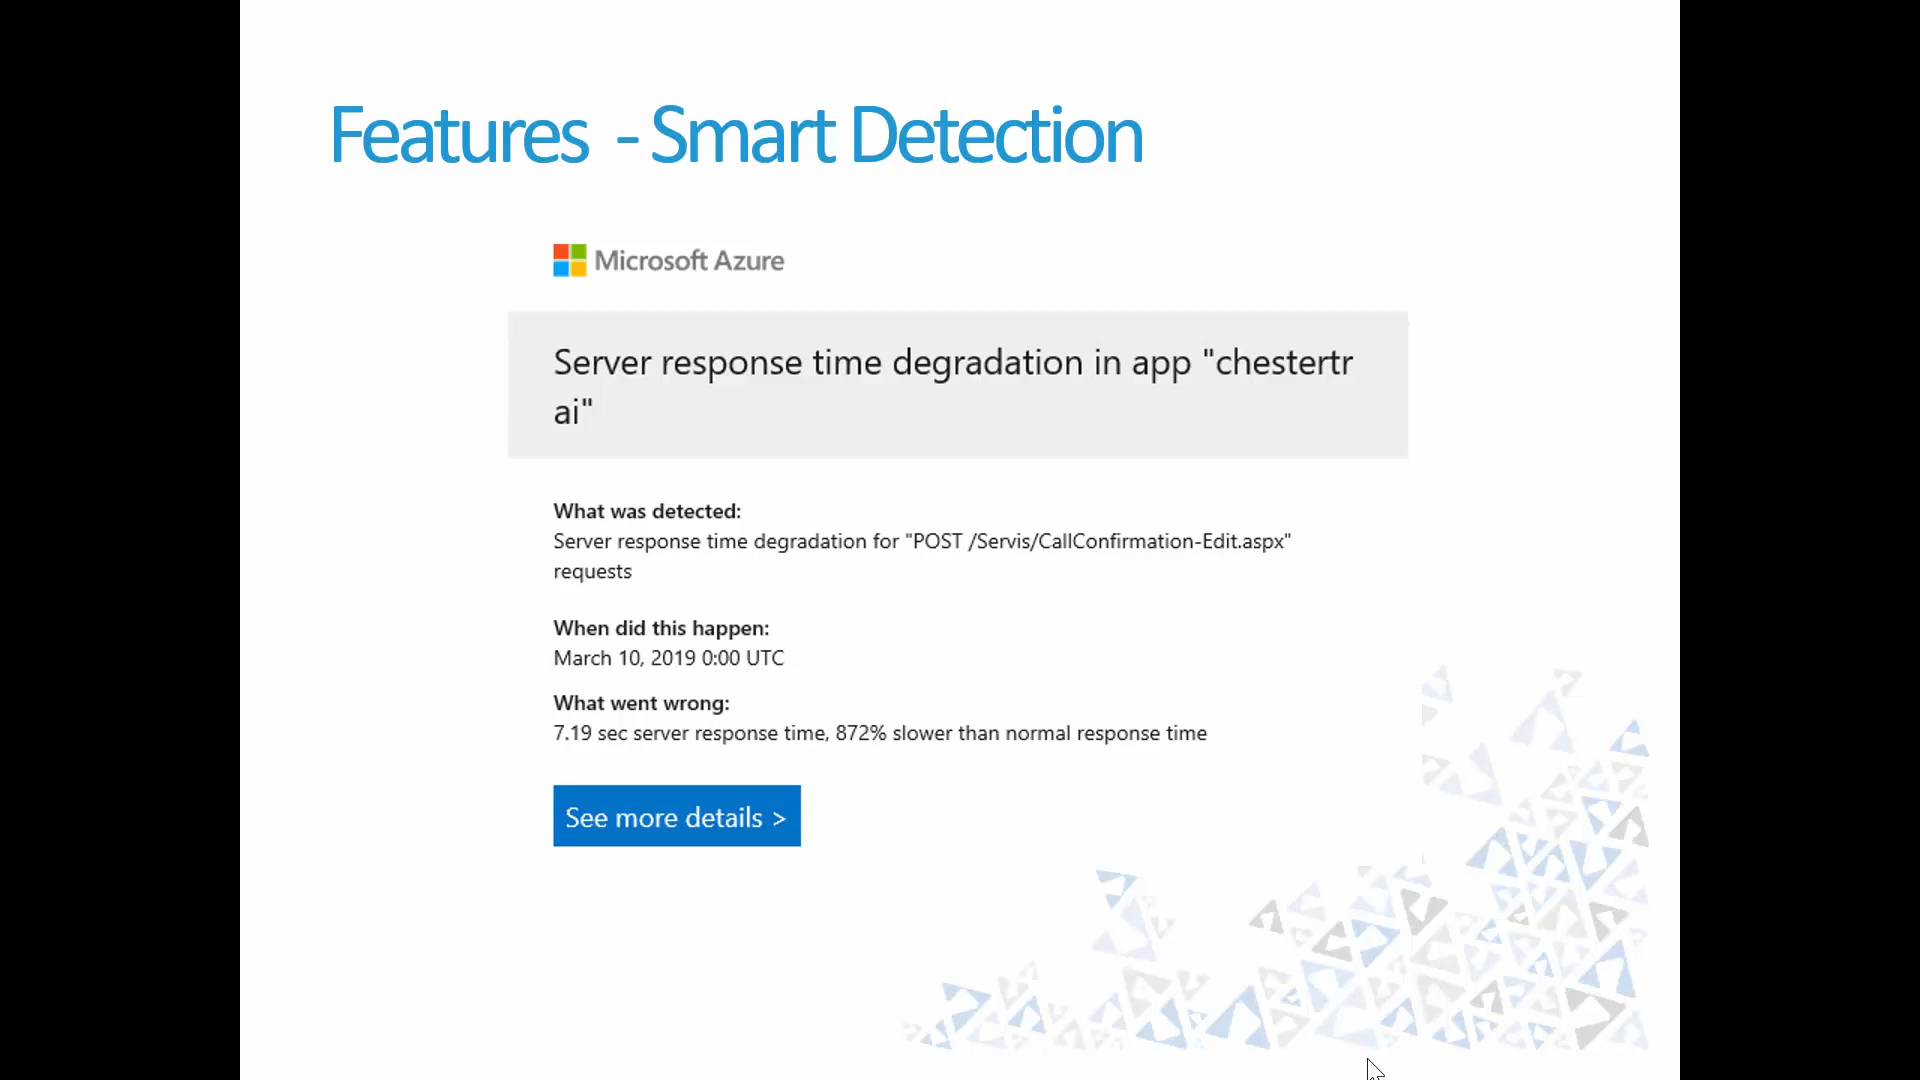 Features - Smart Detection
Microsoft Azure
Server response time degradation in app "chestertr
ai"
What was detected:
Server response time degradation for "POST /Servis/CallConfirmation-Edit.aspx"
requests
When did this happen:
March 10, 2019 0:00 UTC
What went wrong:
7.19 sec server response time, 872% slower than normal response time
See more details >